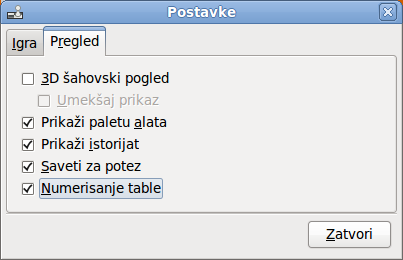 Postavke
Igra
Pregled
3D šahovski pogled
Umekšaj prikaz
Prikaži paletu alata
Prikaži istorijat
Saveti za potez
Numerisanje table
Zatvori